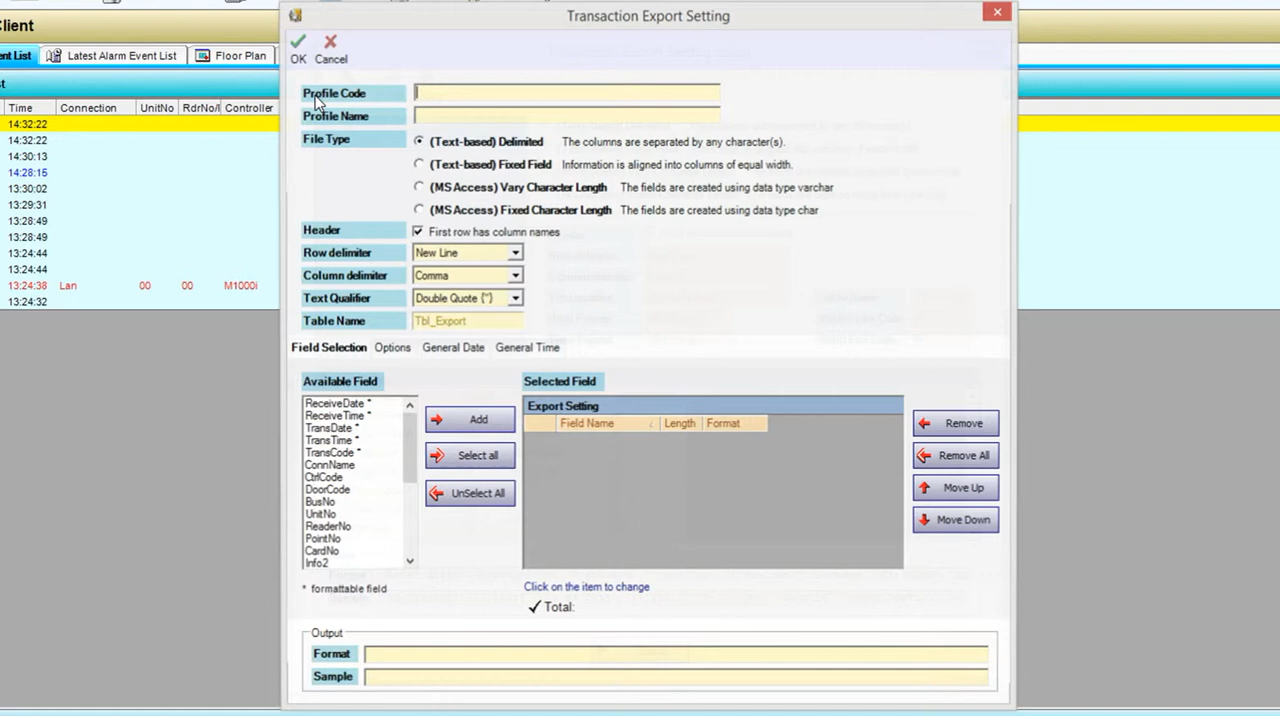 Transaction Export Setting
Client
OK Cancel
ent List Latest Alarm Event List Floor Plan
st
Time Connection UnitNo RdrNo/I Controller
14:32:22
14:32:22
14:30:13
14:28:15
13:30:02
13:29:31
13:28:49
13:28:49
13:24:44
13:24:44
13:24:38 Lan 00 00 M1000i
13:24:32
Profile Code
Profile Name
File Type (Text-based) Delimited The columns are separated by any character(s).
(Text-based) Fixed Field Information is aligned into columns of equal width.
(MS Access) Vary Character Length The fields are created using data type varchar
(MS Access) Fixed Character Length The fields are created using data type char
Header First row has column names
Row delimiter New Line
Column delimiter Comma
Text Qualifier Double Quote {"}
Table Name Tbl_Export
Field Selection Options General Date General Time
Available Field
ReceiveDate *
ReceiveTime *
TransDate *
TransTime *
TransCode *
ConnName
CtrlCode
DoorCode
BusNo
UnitNo
ReaderNo
PointNo
CardNo
Info2
* formattable field
Add
Select all
UnSelect All
Selected Field
Export Setting
Field Name Length Format
Remove
Remove All
Move Up
Move Down
Click on the item to change
Total:
Output
Format
Sample